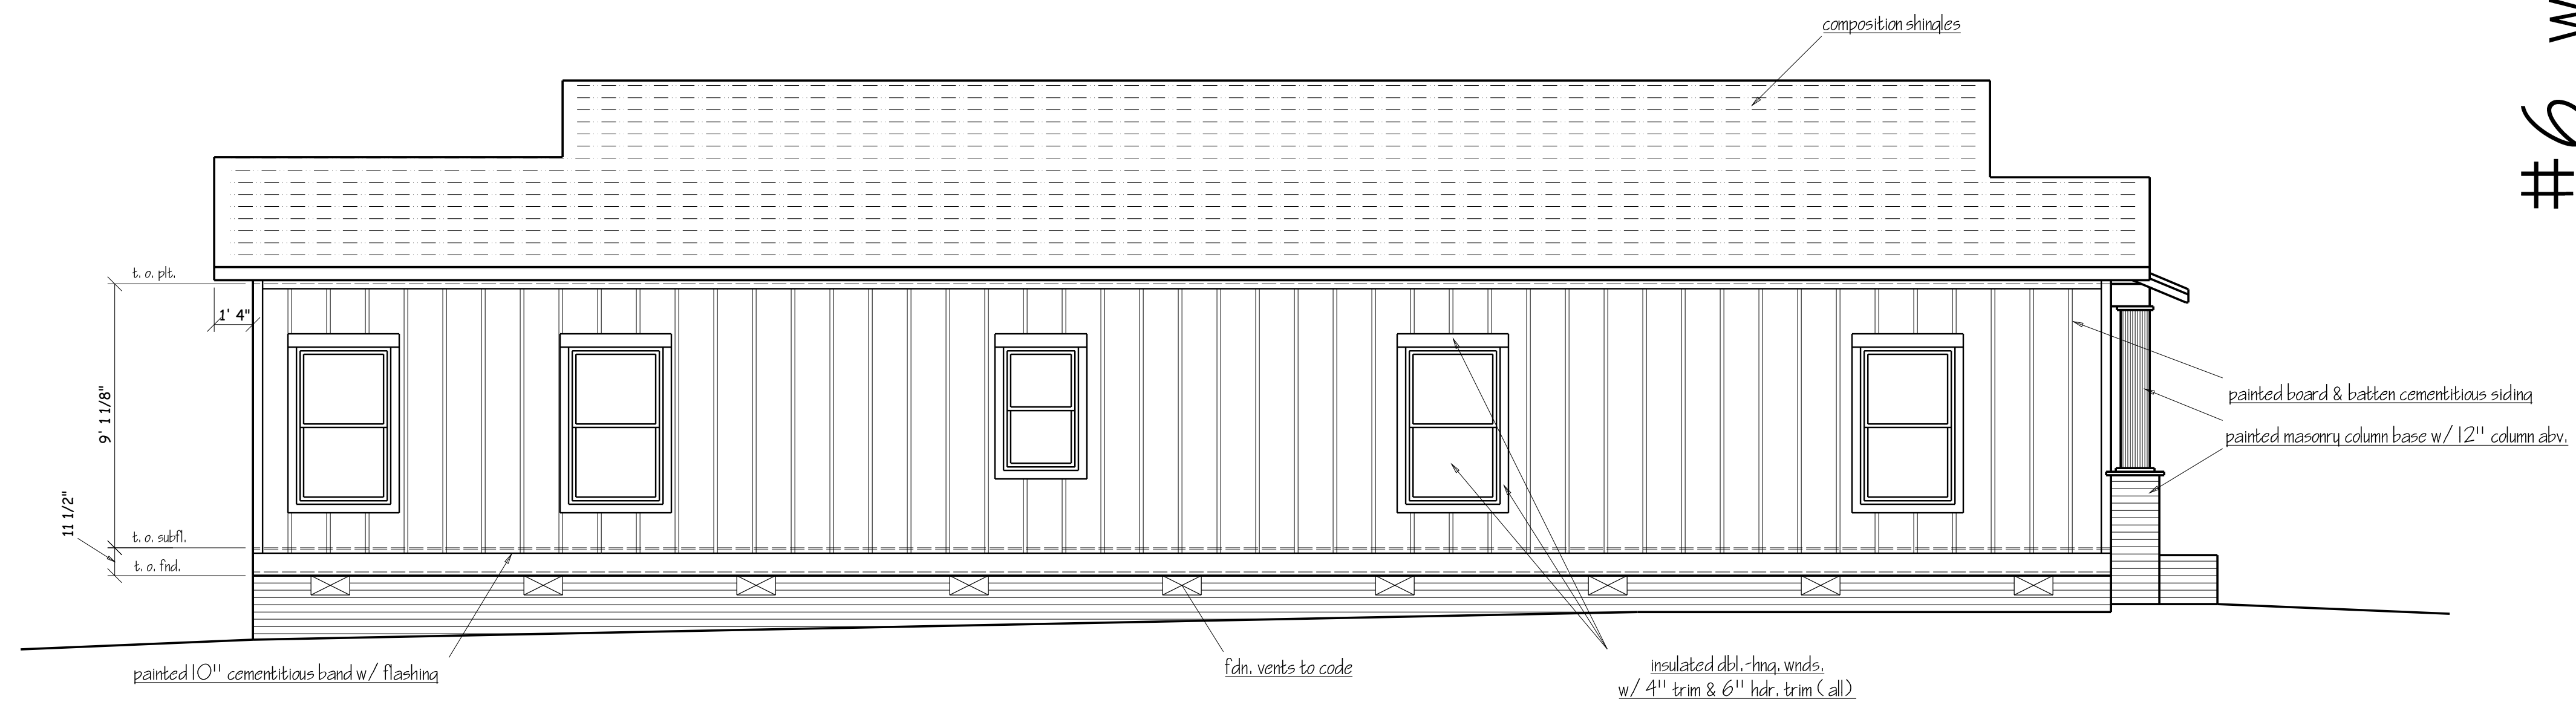 composition shingles
# 6 w
t. o. plt.
1' 4"
9' 1 1/8"
11 1/2"
t. o. subfl.
t. o. fnd.
painted board & batten cementitious siding
painted masonry column base w/ 12" column abv.
painted 10" cementitious band w/ flashing
fdn. vents to code
insulated dbl.-hng. wnds.
w/ 4" trim & 6" hdr. trim (all)